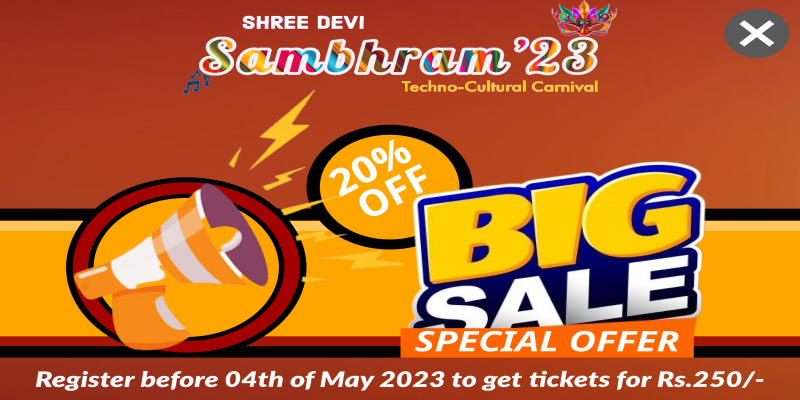 SHREE DEVI
Sambhram'23
Techno-Cultural Carnival
20%
OFF
BIG
SALE
SPECIAL OFFER
Register before 04th of May 2023 to get tickets for Rs.250/-